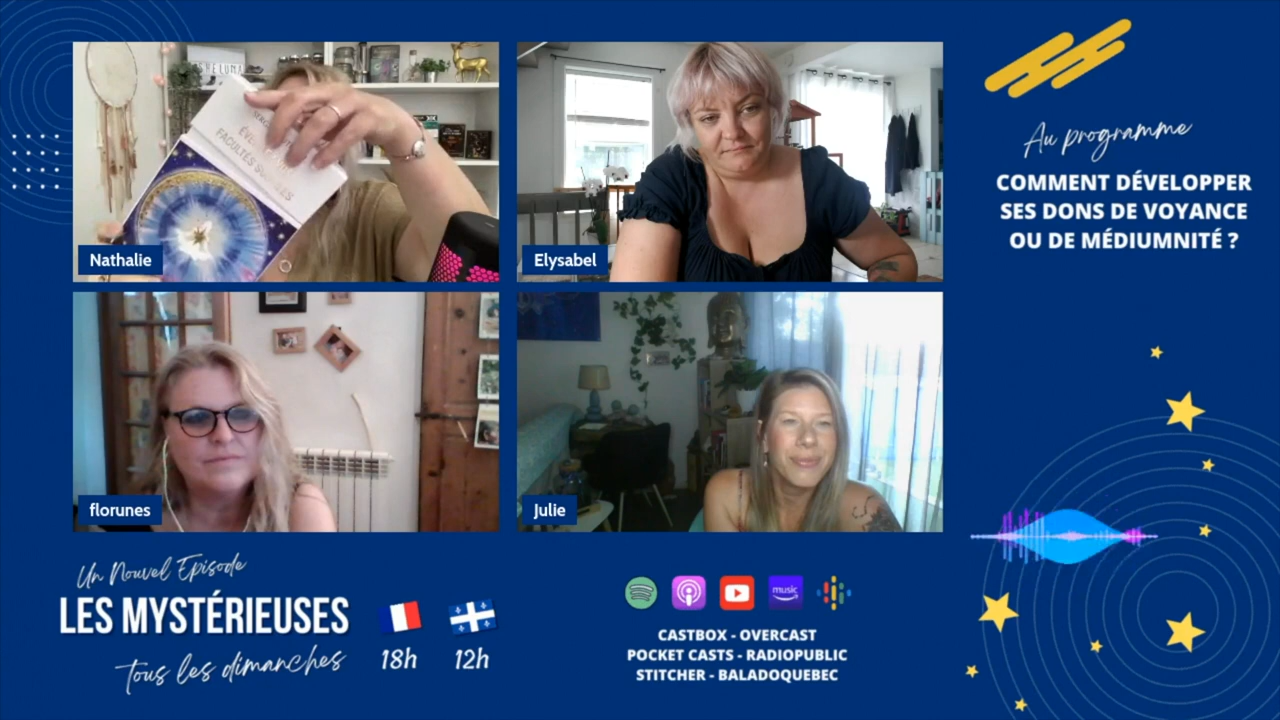 FACULTÉS
Nathalie
Elysabel
Au programme
COMMENT DÉVELOPPER
SES DONS DE VOYANCE
OU DE MÉDIUMNITÉ ?
florunes
Julie
Un Nouvel Episode
LES MYSTÉRIEUSES
Tous les dimanches
18h
12h
music
CASTBOX - OVERCAST
POCKET CASTS - RADIOPUBLIC
STITCHER - BALADOQUEBEC